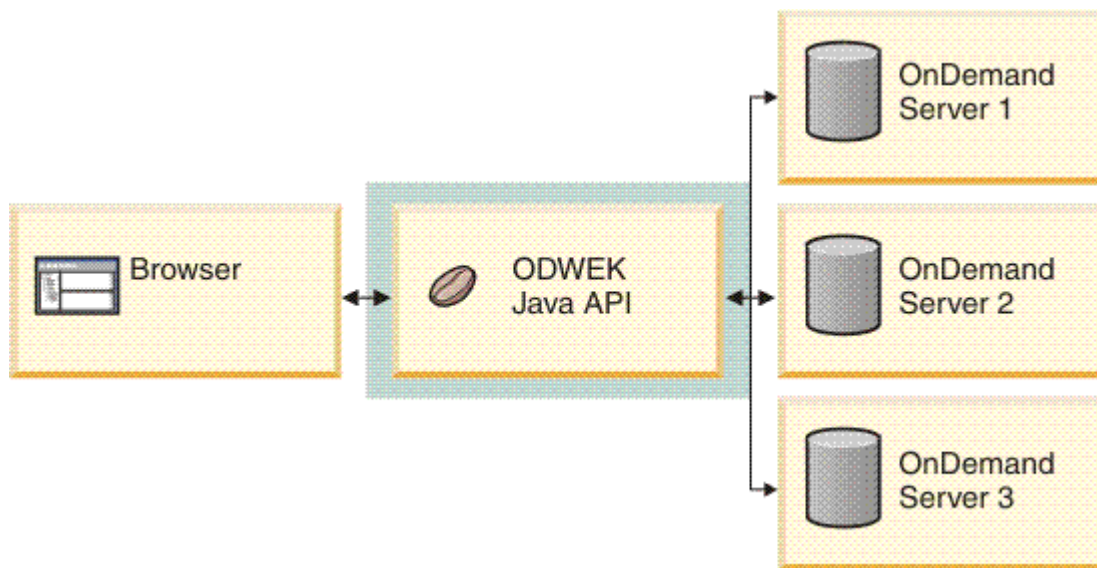 Browser
ODWEK
Java API
OnDemand
Server 1
OnDemand
Server 2
OnDemand
Server 3